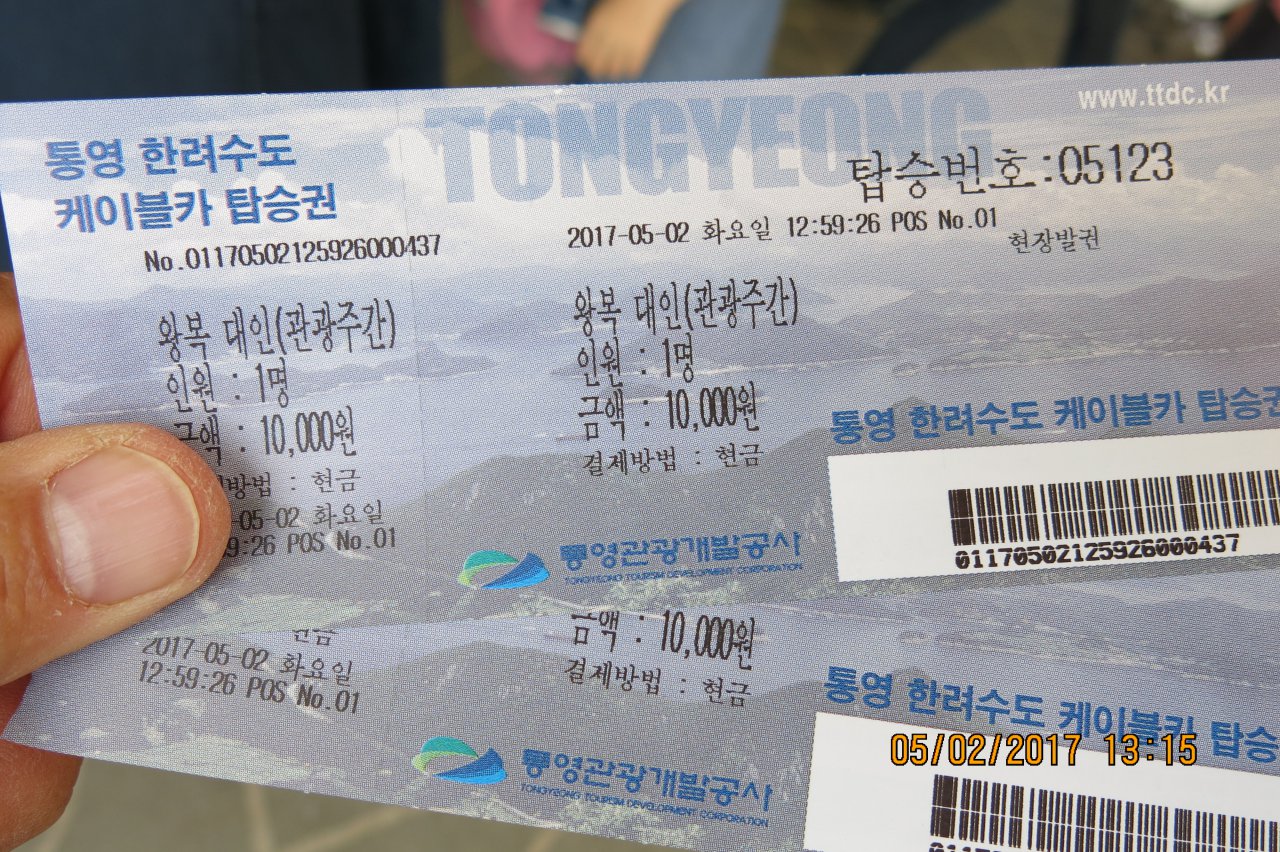 통영 한려수도
케이블카 탑승권
No.01170502125926000437
왕복 대인(관광주간)
인원 : 1명
금액 : 10,000원
방법 : 현금
-05-02 화요일
9:26 POS No.01
TONGYEONG
www.ttdc.kr
탑승번호:05123
2017-05-02 화요일 12:59:26 POS No.01
현장발권
왕복 대인(관광주간)
인원 : 1명
금액 : 10,000원
결제방법 : 현금
통영관광개발공사
TONGYEONG TOURISM DEVELOPMENT CORPORATION
통영 한려수도 케이블카 탑승권
01170502125926000437
현금
2017-05-02 화요일
12:59:26 POS No.01
금액 : 10,000원
결제방법 : 현금
통영관광개발공사
TONGYEONG TOURISM DEVELOPMENT CORPORATION
통영 한려수도 케이블카 탑승
05/02/2017 13:15